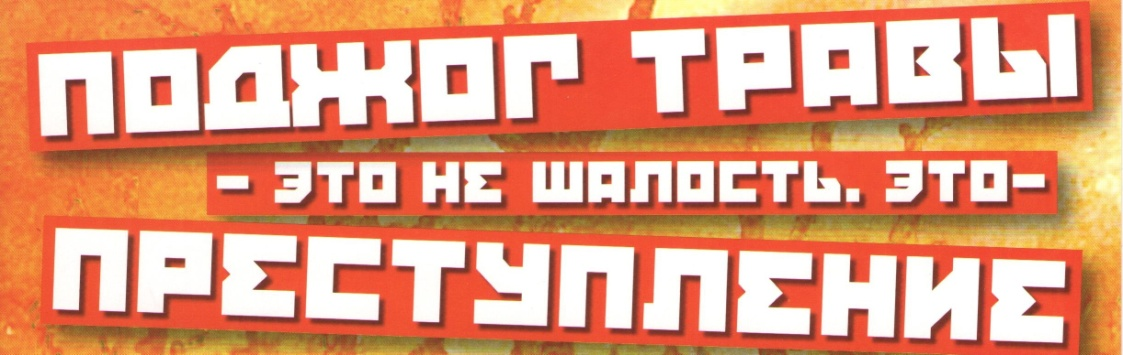 ПОДЖОГ ТРАВЫ
- ЭТО НЕ ШАЛОСТЬ. ЭТО-
ПРЕСТУПЛЕНИЕ